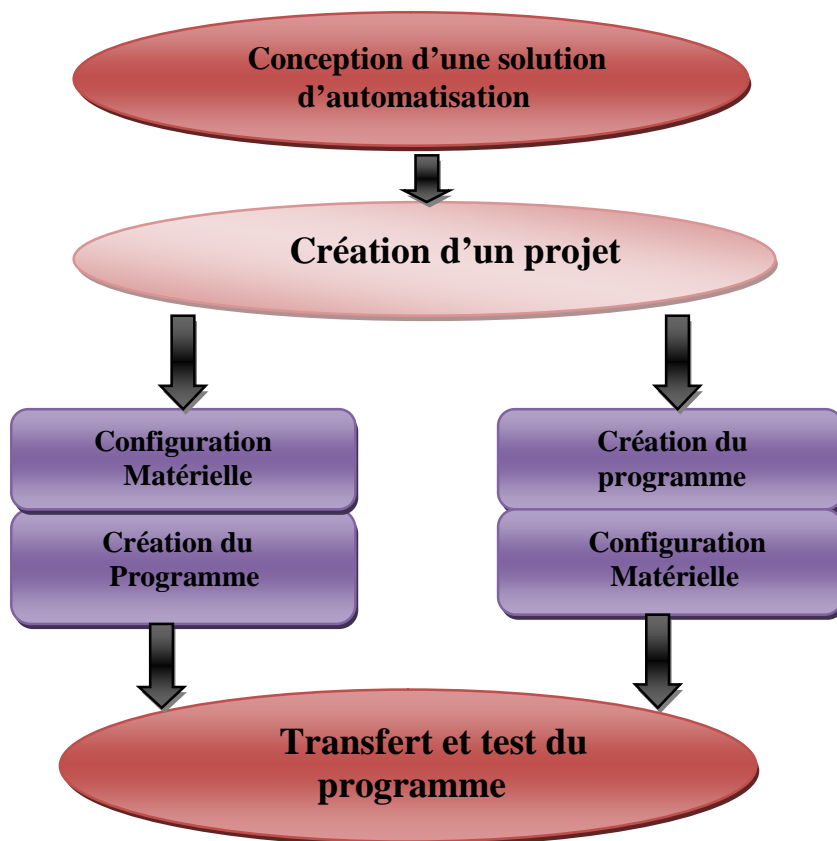 Conception d’une solution
d’automatisation
Création d’un projet
Configuration
Matérielle
Création du
Programme
Création du
programme
Configuration
Matérielle
Transfert et test du
programme